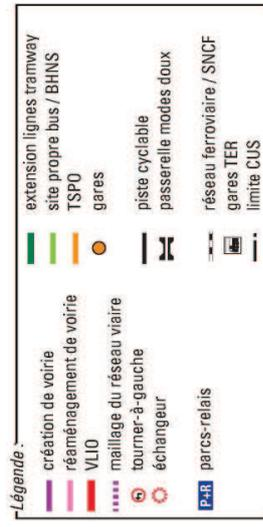 Légende :
création de voirie
réaménagement de voirie
VLIO
maillage du réseau viaire
tourner-à-gauche
échangeur
P+R parcs-relais
extension lignes tramway
site propre bus / BHNS
TSPO
gares
piste cyclable
passerelle modes doux
réseau ferroviaire / SNCF
gares TER
limite CUS